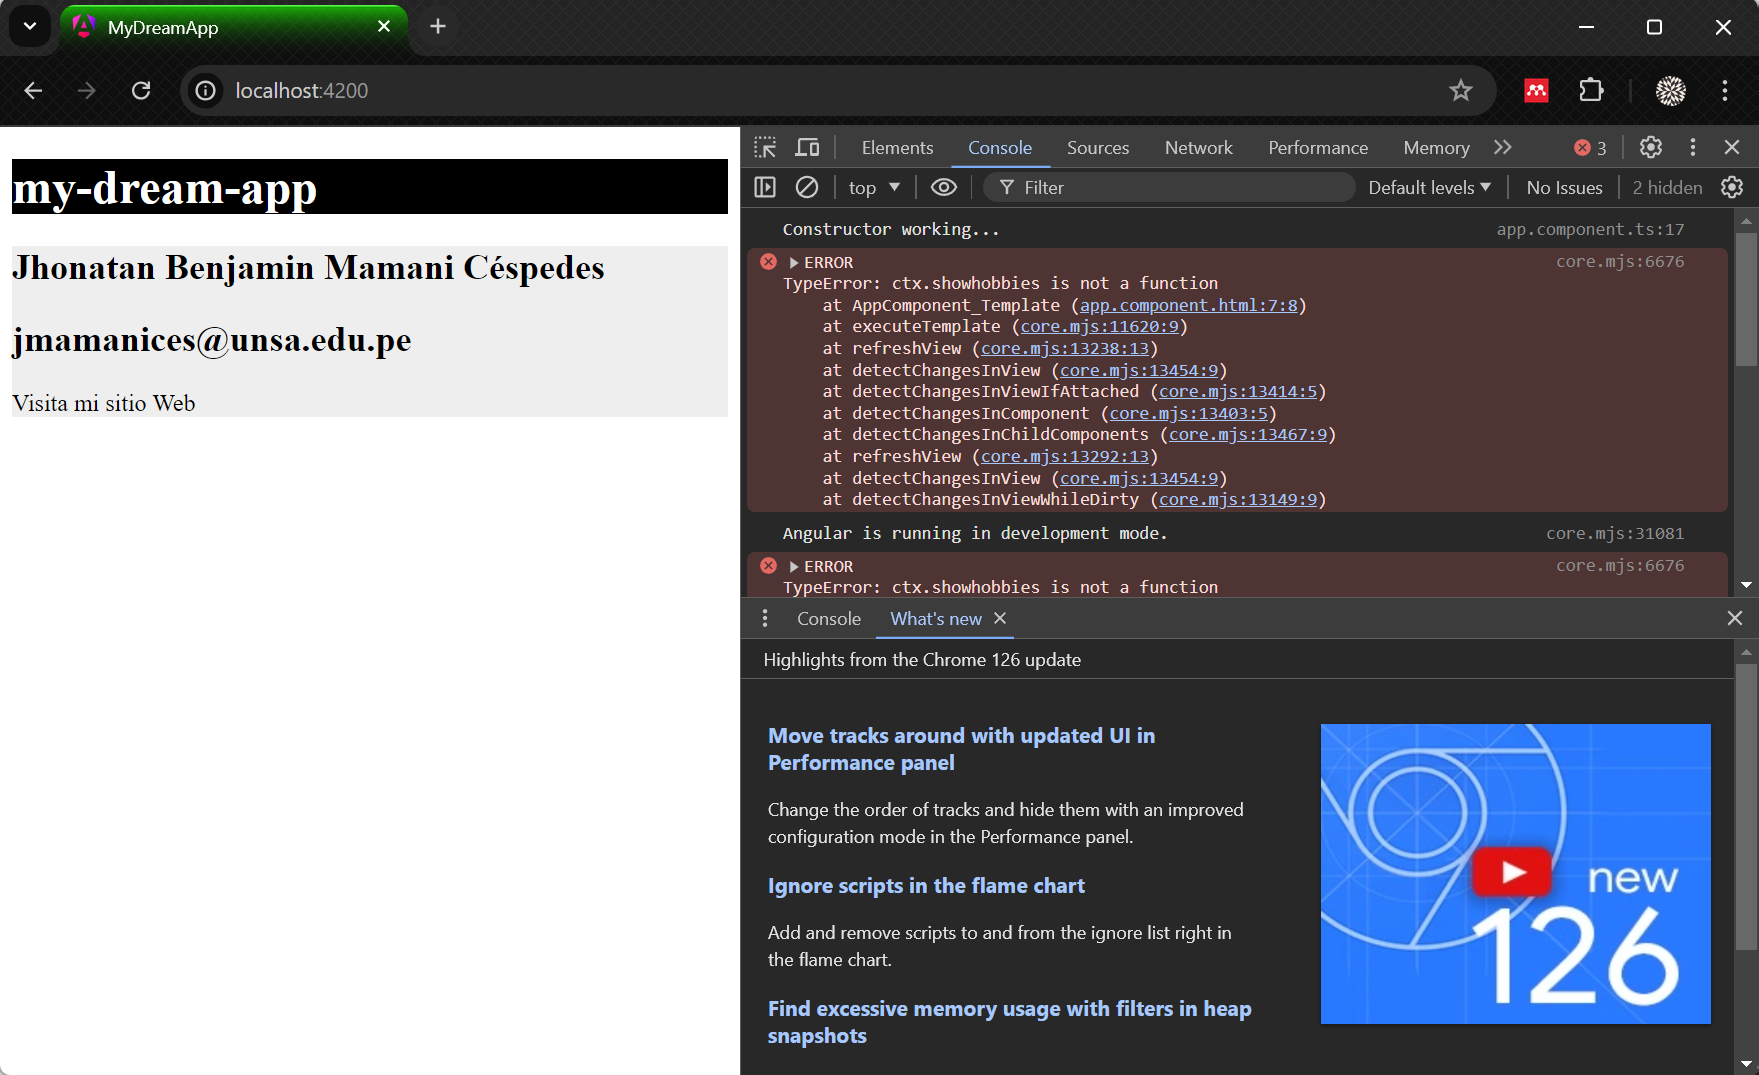 MyDreamApp
localhost:4200
my-dream-app
Jhonatan Benjamin Mamani Céspedes
jmamanices@unsa.edu.pe
Visita mi sitio Web
Elements Console Sources Network Performance Memory 3
top Filter Default levels No Issues 2 hidden
Constructor working... app.component.ts:17
ERROR core.mjs:6676
TypeError: ctx.showhobbies is not a function
at AppComponent_Template (app.component.html:7:8)
at executeTemplate (core.mjs:11620:9)
at refreshView (core.mjs:13238:13)
at detectChangesInView (core.mjs:13454:9)
at detectChangesInViewIfAttached (core.mjs:13414:5)
at detectChangesInComponent (core.mjs:13403:5)
at detectChangesInChildComponents (core.mjs:13467:9)
at refreshView (core.mjs:13292:13)
at detectChangesInView (core.mjs:13454:9)
at detectChangesInViewWhileDirty (core.mjs:13149:9)
Angular is running in development mode. core.mjs:31081
ERROR core.mjs:6676
TypeError: ctx.showhobbies is not a function
Console What's new
Highlights from the Chrome 126 update
Move tracks around with updated UI in
Performance panel
Change the order of tracks and hide them with an improved
configuration mode in the Performance panel.
Ignore scripts in the flame chart
Add and remove scripts to and from the ignore list right in
the flame chart.
Find excessive memory usage with filters in heap
snapshots
new
126